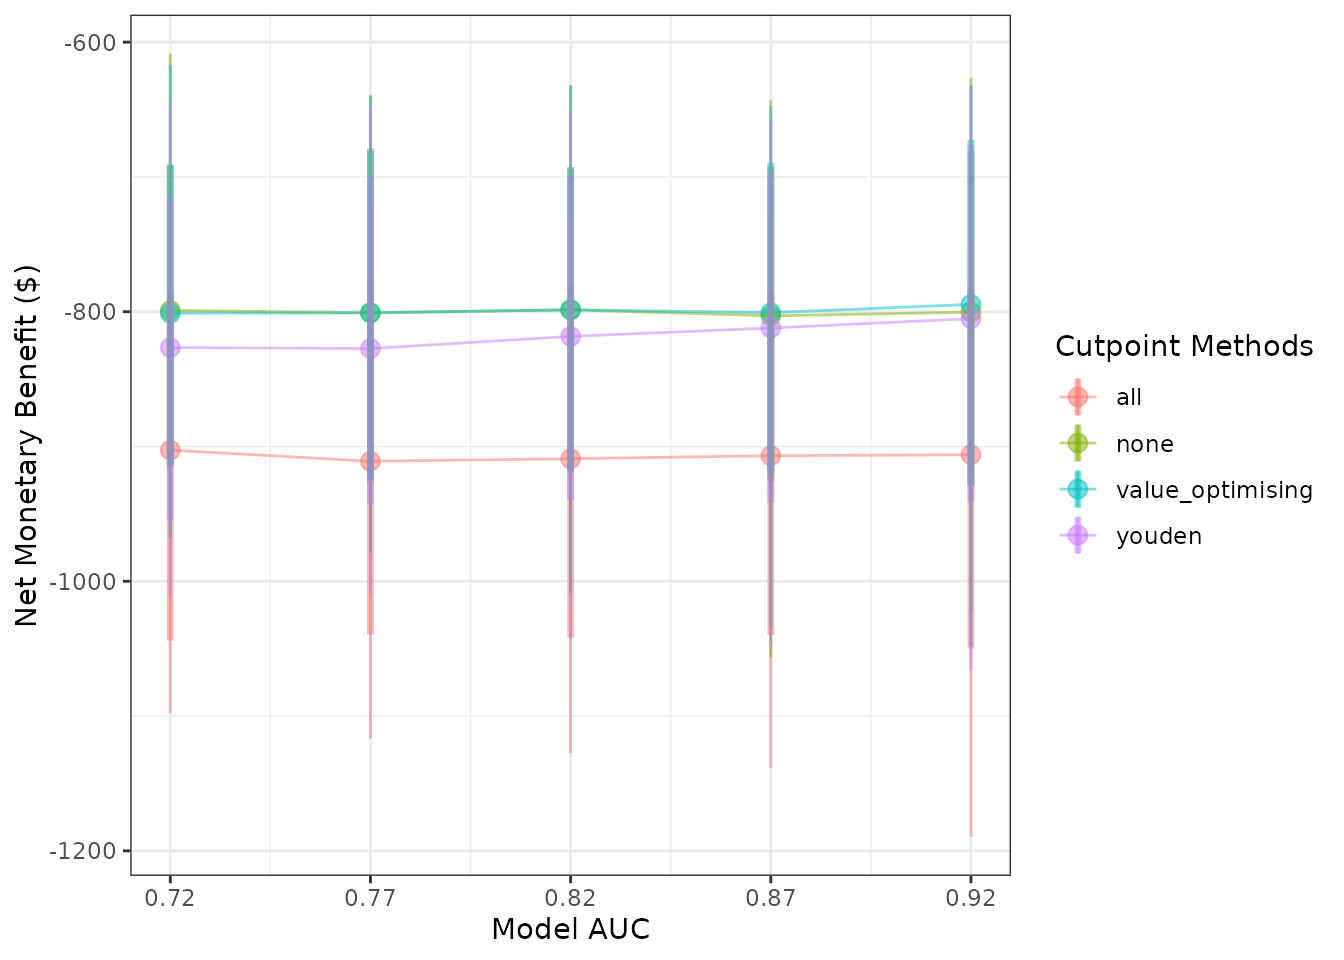 -600
-800
-1000
-1200
Net Monetary Benefit ($)
0.72
0.77
0.82
0.87
0.92
Model AUC
Cutpoint Methods
all
none
value_optimising
youden